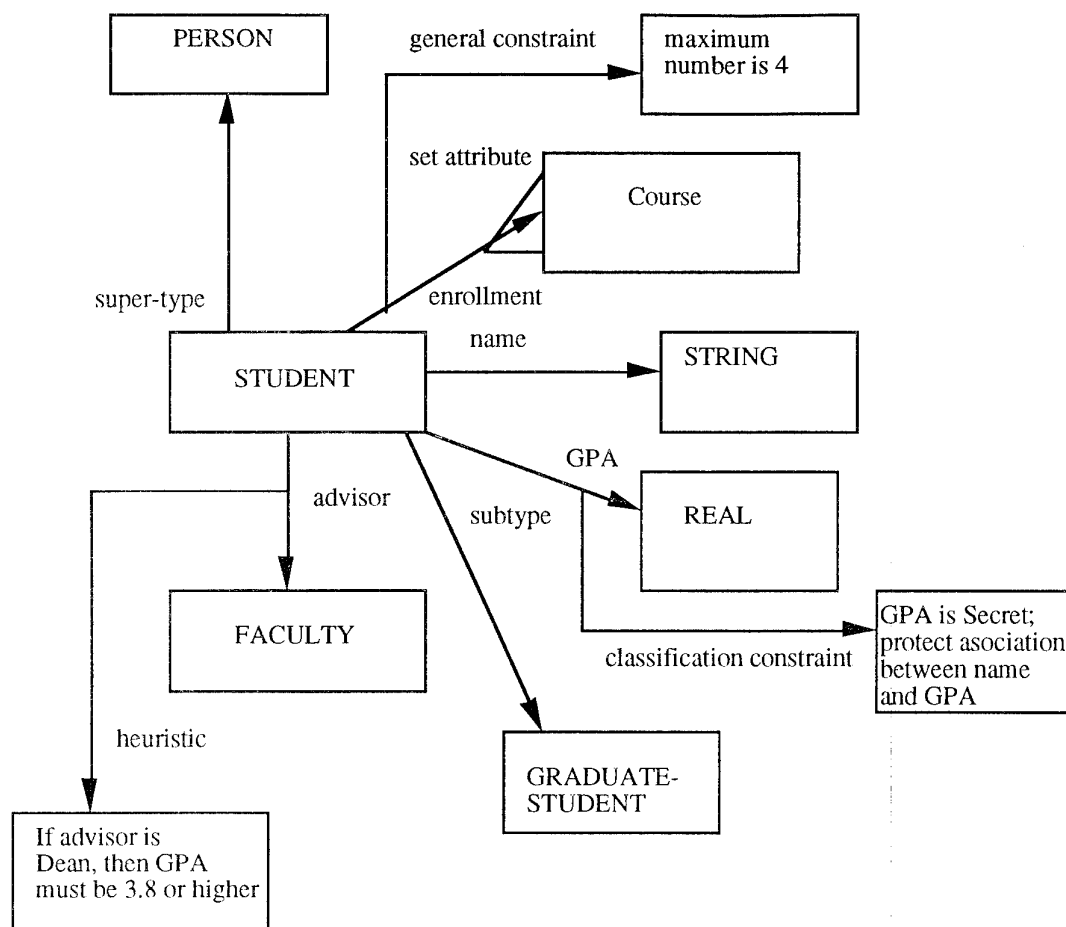 PERSON
general constraint
maximum
number is 4
set attribute
Course
super-type
enrollment
name
STUDENT
STRING
GPA
advisor
subtype
REAL
FACULTY
GPA is Secret;
protect asociation
between name
and GPA
classification constraint
heuristic
GRADUATE-
STUDENT
If advisor is
Dean, then GPA
must be 3.8 or higher